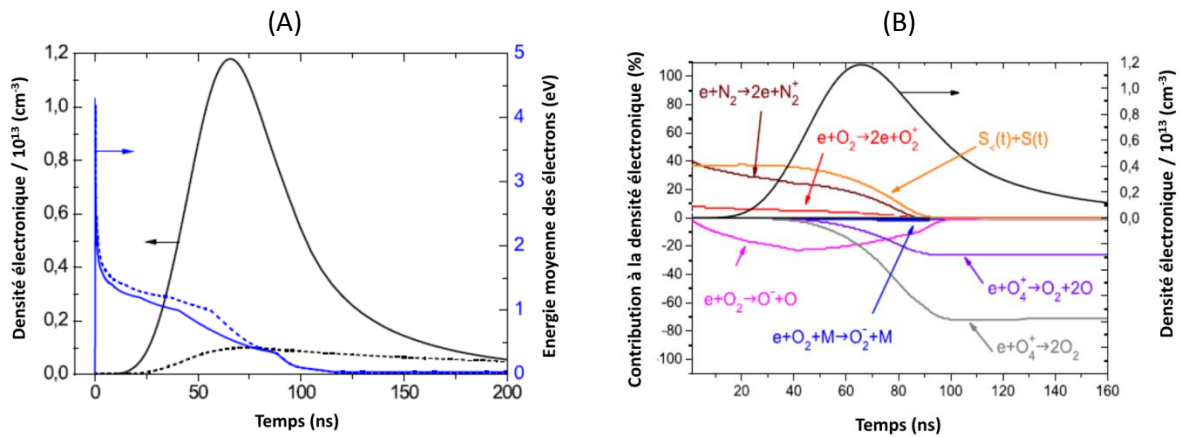 (A)
Densité électronique / 10¹³ (cm⁻³)
1,2
1,0
0,8
0,6
0,4
0,2
0,0
5
4
3
2
1
0
Energie moyenne des électrons (eV)
0 50 100 150 200
Temps (ns)
(B)
Contribution à la densité électronique (%)
100
80
60
40
20
0
-20
-40
-60
-80
-100
e+N₂→2e+N₂⁺
e+O₂→2e+O₂⁺
S<(t)+S(t)
e+O₂→O⁻+O
e+O₄⁺→O₂+2O
e+O₂+M→O₂⁻+M
e+O₄⁺→2O₂
1,2
1,0
0,8
0,6
0,4
0,2
0,0
Densité électronique / 10¹³ (cm⁻³)
20 40 60 80 100 120 140 160
Temps (ns)